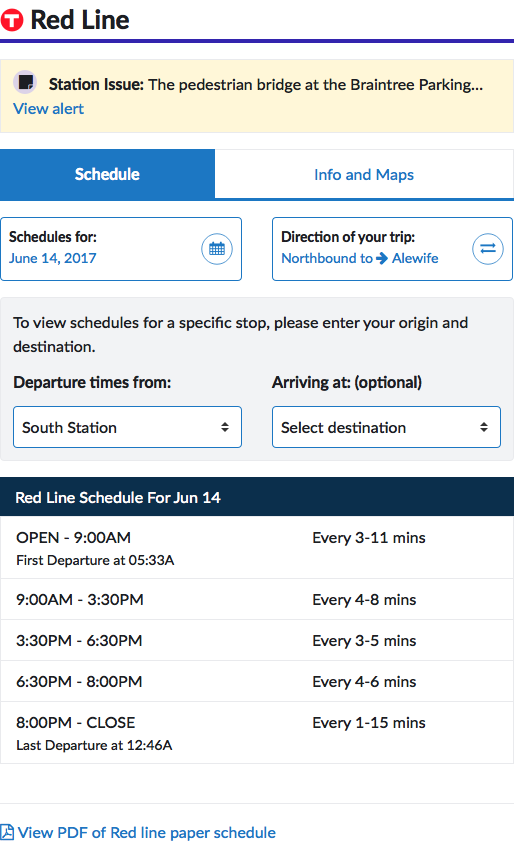 T Red Line
Station Issue: The pedestrian bridge at the Braintree Parking...
View alert
Schedule
Info and Maps
Schedules for:
June 14, 2017
Direction of your trip:
Northbound to → Alewife
To view schedules for a specific stop, please enter your origin and
destination.
Departure times from:
South Station
Arriving at: (optional)
Select destination
Red Line Schedule For Jun 14
OPEN - 9:00AM Every 3-11 mins
First Departure at 05:33A
9:00AM - 3:30PM Every 4-8 mins
3:30PM - 6:30PM Every 3-5 mins
6:30PM - 8:00PM Every 4-6 mins
8:00PM - CLOSE Every 1-15 mins
Last Departure at 12:46A
View PDF of Red line paper schedule